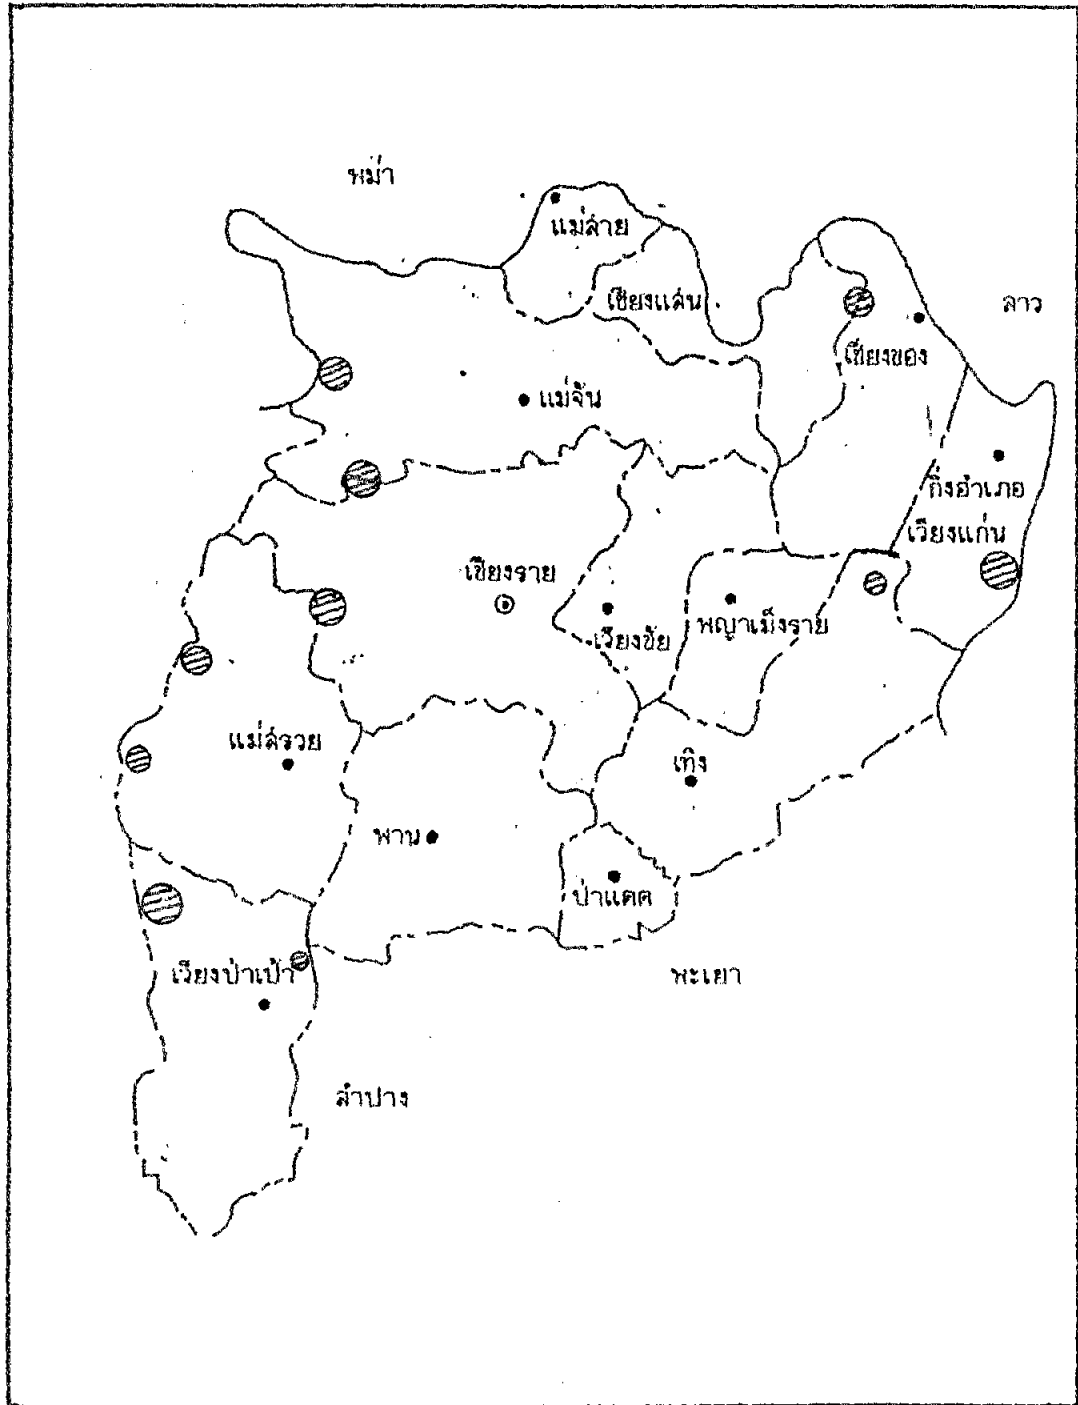 พม่า
แม่สาย
เชียงแสน
ลาว
เชียงของ
แม่จัน
กิ่งอำเภอ
เวียงแก่น
เชียงราย
เวียงชัย
พญาเม็งราย
แม่สรวย
เทิง
พาน
ป่าแดด
เวียงป่าเป้า
พะเยา
ลำปาง